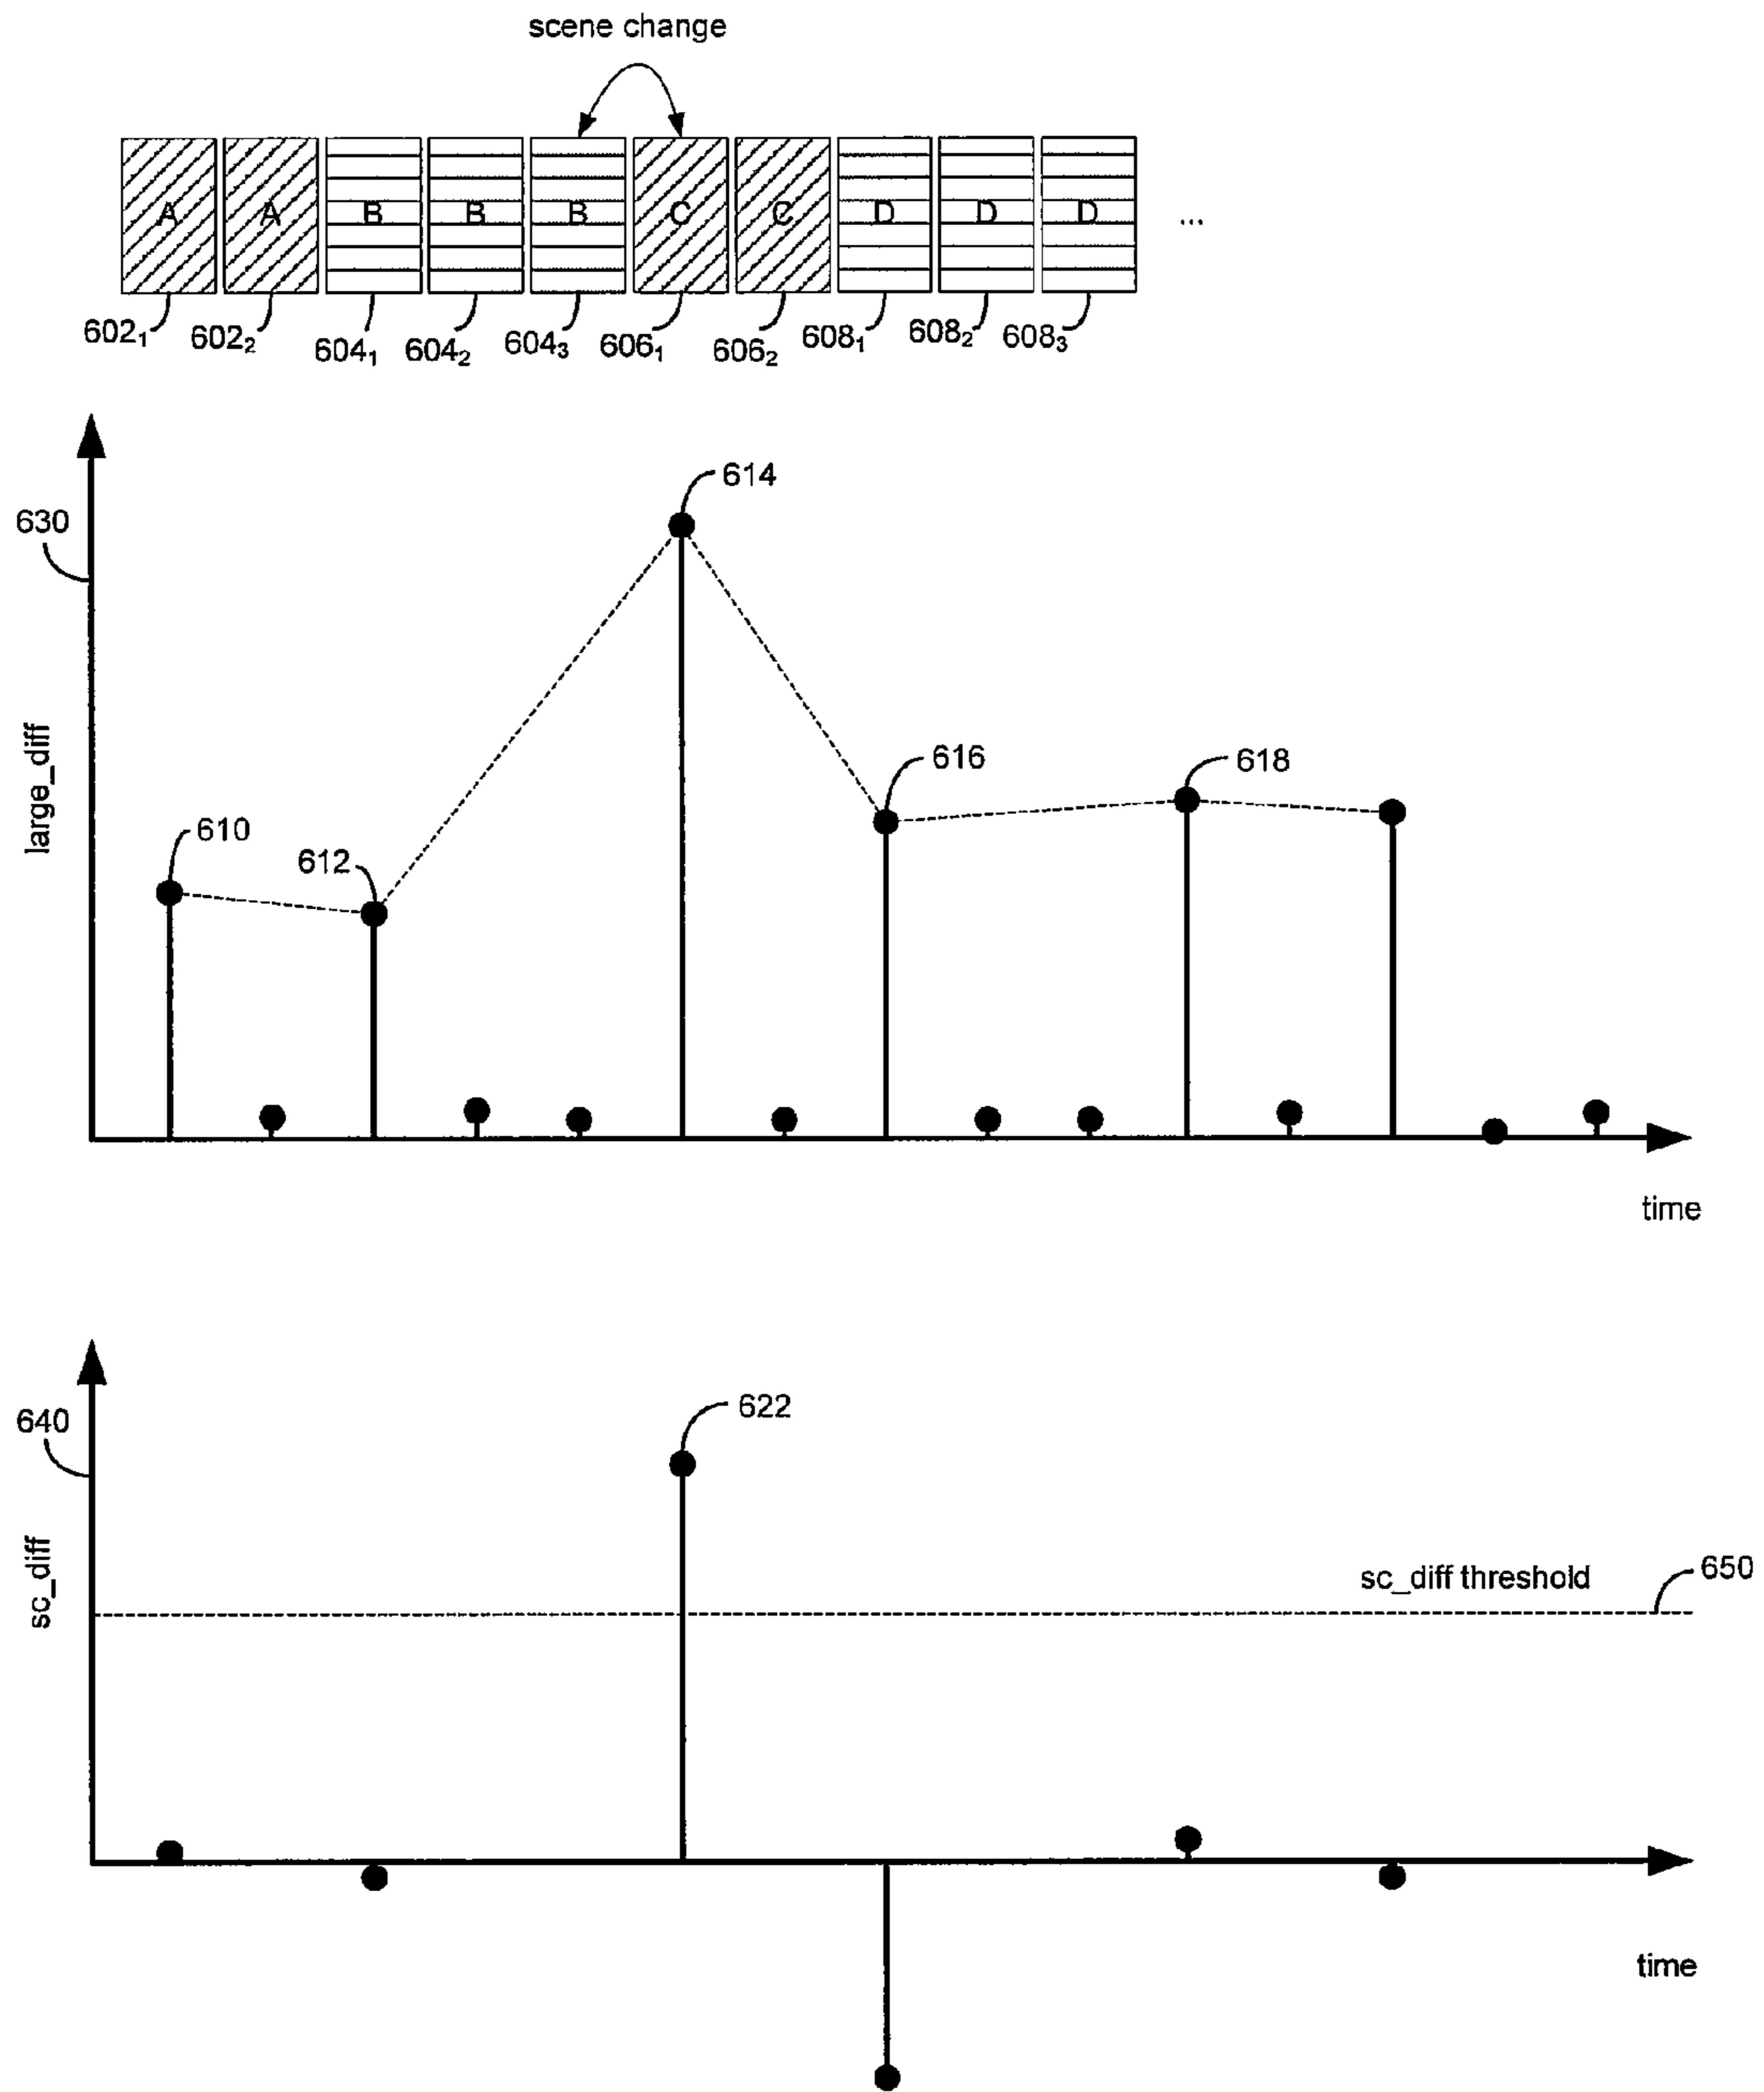 scene change
A A B B B C C D D D ...
602₁ 602₂ 604₁ 604₂ 604₃ 606₁ 606₂ 608₁ 608₂ 608₃
614
630
large_diff
616
618
610
612
time
622
640
sc_diff
sc_diff threshold
650
time